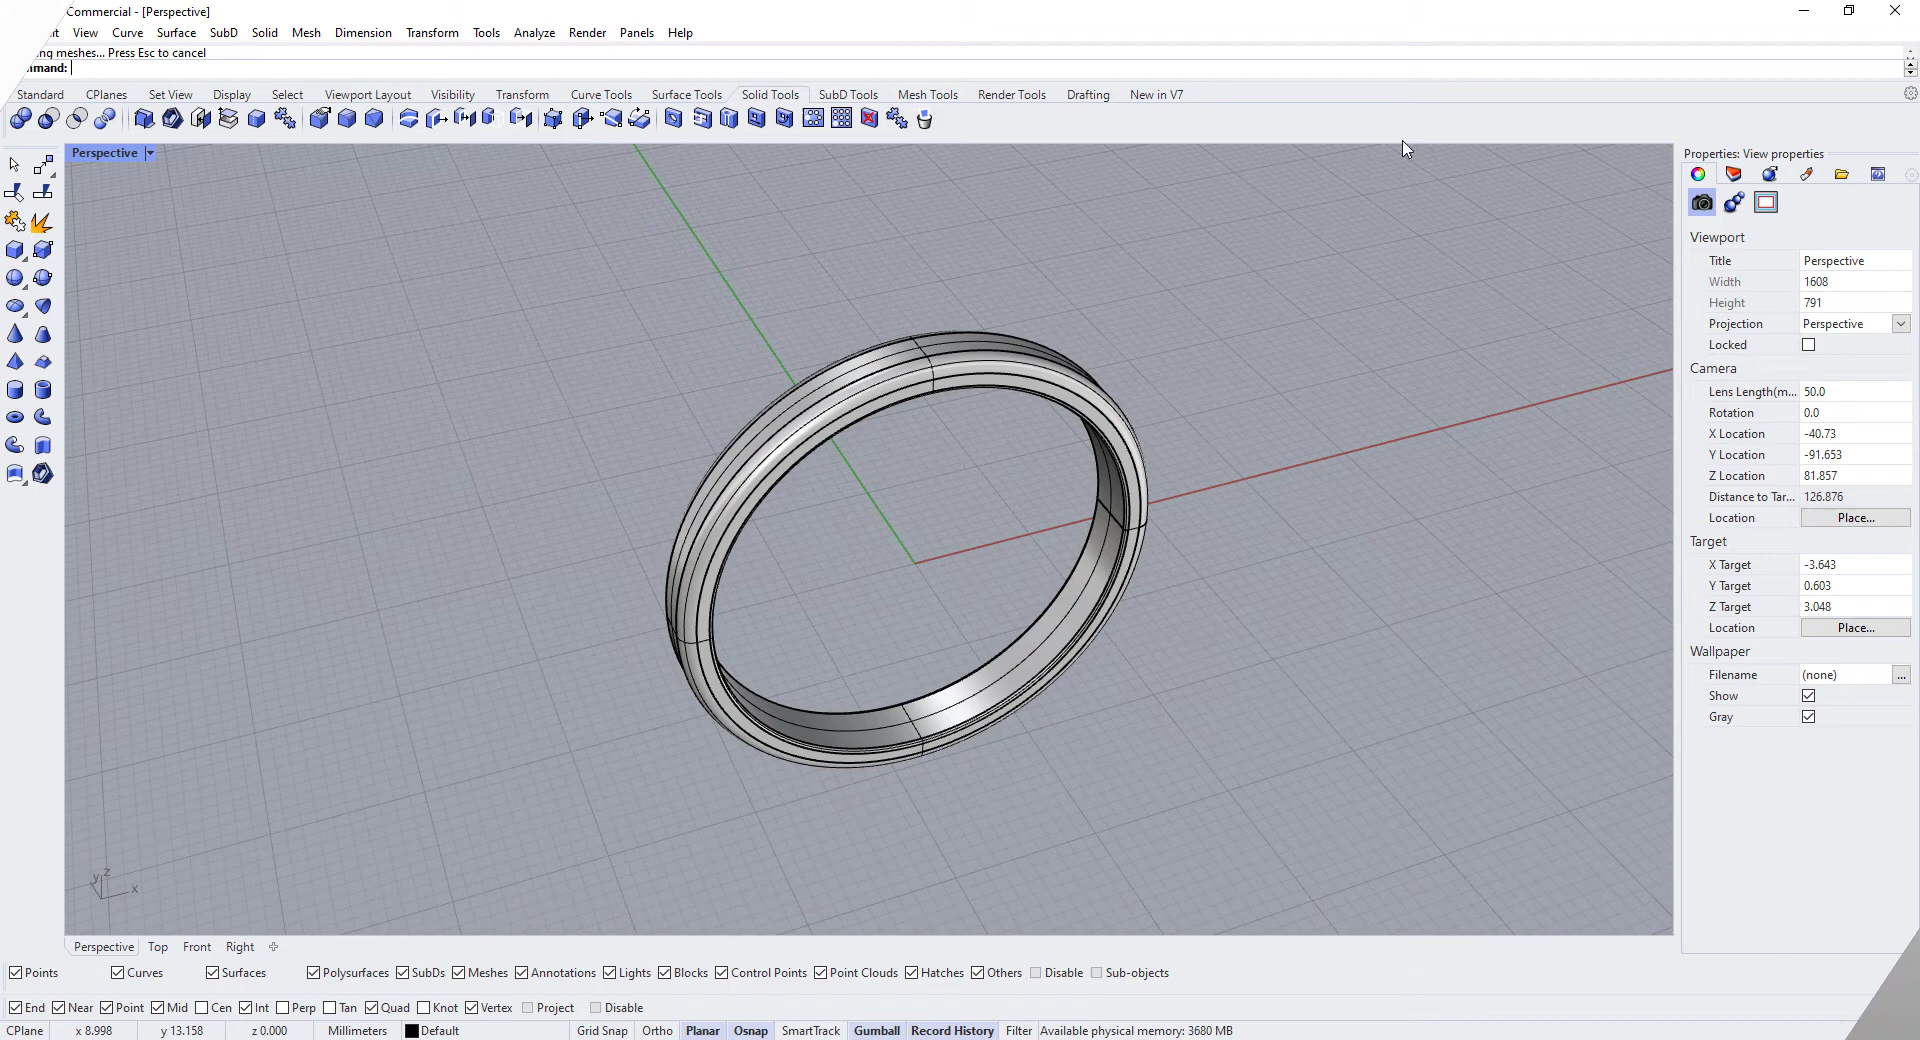 Commercial - [Perspective]
View Curve Surface SubD Solid Mesh Dimension Transform Tools Analyze Render Panels Help
meshes... Press Esc to cancel
mmand:
Standard CPlanes Set View Display Select Viewport Layout Visibility Transform Curve Tools Surface Tools Solid Tools SubD Tools Mesh Tools Render Tools Drafting New in V7
Perspective
Properties: View properties
Viewport
Title Perspective
Width 1608
Height 791
Projection Perspective
Locked
Camera
Lens Length(m... 50.0
Rotation 0.0
X Location -40.73
Y Location -91.653
Z Location 81.857
Distance to Tar... 126.876
Location Place...
Target
X Target -3.643
Y Target 0.603
Z Target 3.048
Location Place...
Wallpaper
Filename (none) ...
Show
Gray
z
y
x
Perspective Top Front Right
Points Curves Surfaces Polysurfaces SubDs Meshes Annotations Lights Blocks Control Points Point Clouds Hatches Others Disable Sub-objects
End Near Point Mid Cen Int Perp Tan Quad Knot Vertex Project Disable
CPlane x 8.998 y 13.158 z 0.000 Millimeters Default Grid Snap Ortho Planar Osnap SmartTrack Gumball Record History Filter Available physical memory: 3680 MB